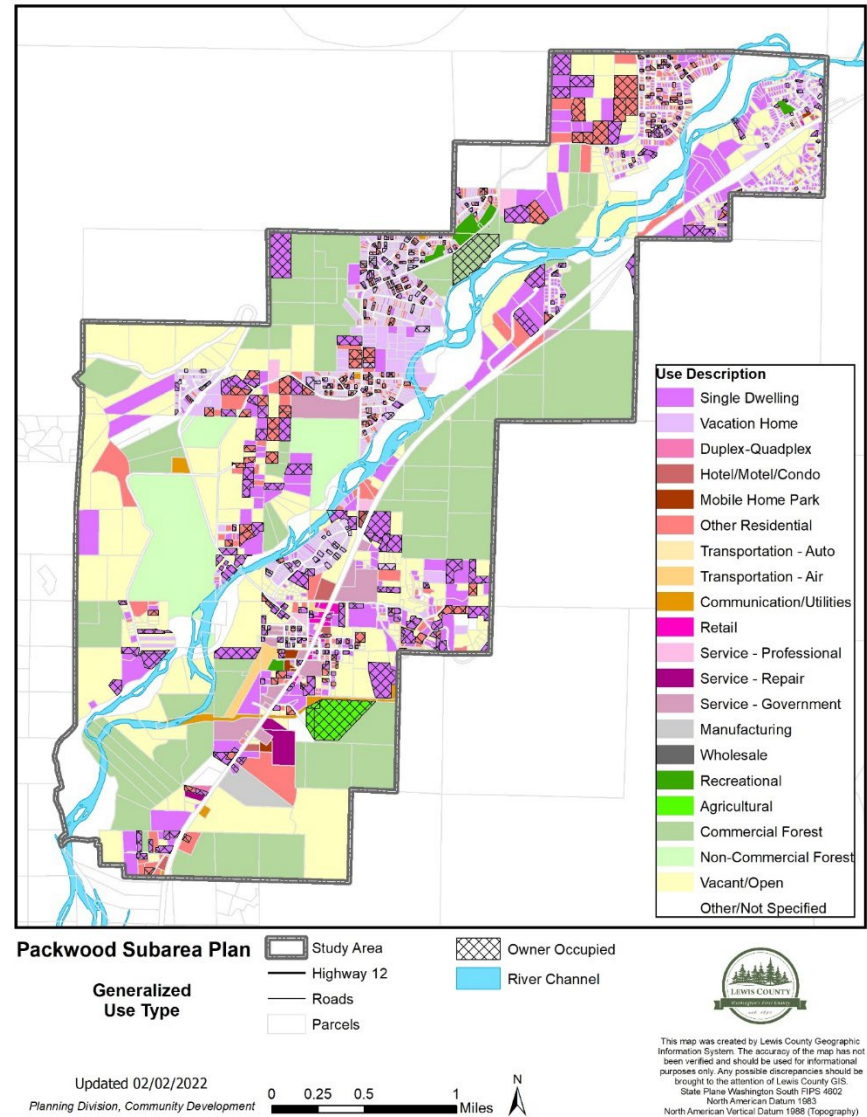 Use Description
Single Dwelling
Vacation Home
Duplex-Quadplex
Hotel/Motel/Condo
Mobile Home Park
Other Residential
Transportation - Auto
Transportation - Air
Communication/Utilities
Retail
Service - Professional
Service - Repair
Service - Government
Manufacturing
Wholesale
Recreational
Agricultural
Commercial Forest
Non-Commercial Forest
Vacant/Open
Other/Not Specified
Packwood Subarea Plan
Generalized
Use Type
Study Area
Highway 12
Roads
Parcels
Owner Occupied
River Channel
LEWIS COUNTY
Updated 02/02/2022
Planning Division, Community Development
0 0.25 0.5 1
Miles
N
This map was created by Lewis County Geographic
Information System. The accuracy of the map has not
been verified and should be used for informational
purposes only. Any possible discrepancies should be
brought to the attention of Lewis County GIS.
State Plane Washington South FIPS 4602
North American Datum 1983
North American Vertical Datum 1988 (Topography)